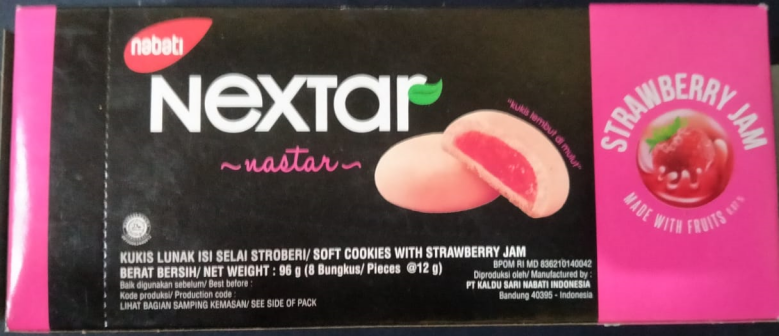 nabati
Nextar
~nastar~
"kukis lembut di mulut"
STRAWBERRY JAM
MADE WITH FRUITS
KUKIS LUNAK ISI SELAI STROBERI/ SOFT COOKIES WITH STRAWBERRY JAM
BERAT BERSIH/ NET WEIGHT : 96 g (8 Bungkus/ Pieces @12 g)
Baik digunakan sebelum/ Best before :
Kode produksi/ Production code :
LIHAT BAGIAN SAMPING KEMASAN/ SEE SIDE OF PACK
BPOM RI MD 836210140042
Diproduksi oleh/ Manufactured by :
PT KALDU SARI NABATI INDONESIA
Bandung 40395 - Indonesia